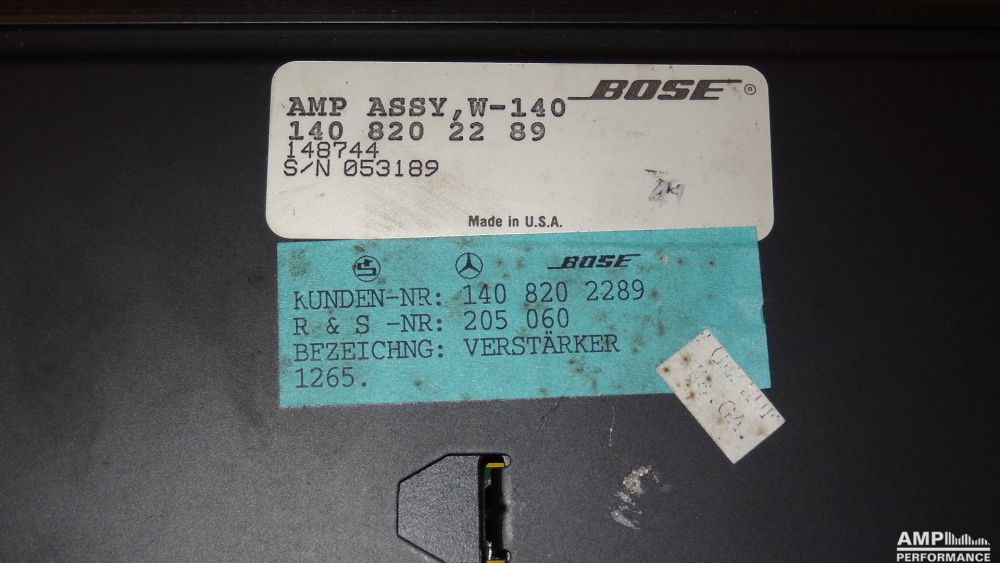 BOSE®
AMP ASSY,W-140
140 820 22 89
148744
S/N 053189
Made in U.S.A.
BOSE
KUNDEN-NR: 140 820 2289
R & S -NR: 205 060
BEZEICHNG: VERSTÄRKER
1265.
GA.
AMP
PERFORMANCE